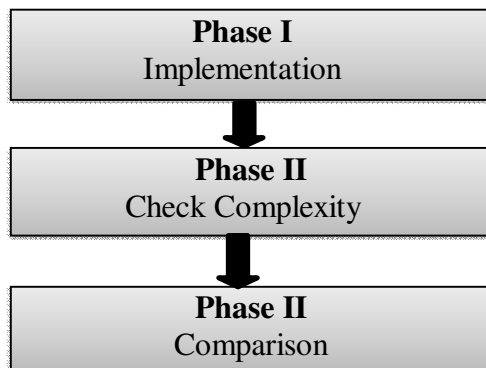 Phase I
Implementation
Phase II
Check Complexity
Phase II
Comparison